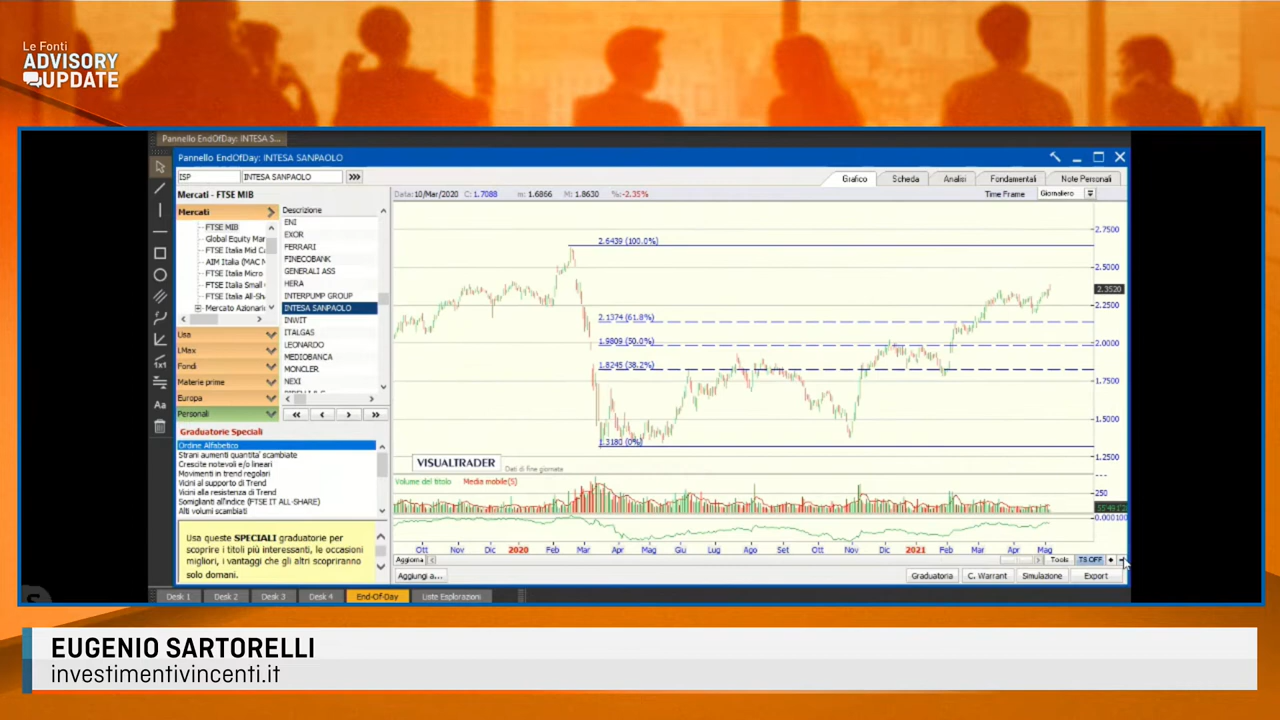 Le Fonti
ADVISORY
UPDATE
Pannello EndOfDay: INTESA S...
Pannello EndOfDay: INTESA SANPAOLO
ISP
INTESA SANPAOLO
Grafico
Scheda
Analisi
Fondamentali
Note Personali
Mercati - FTSE MIB
Data: 10/Mar/2020 C: 1.7088 m: 1.6866 M: 1.8630 %: -2.35%
Time Frame
Giornaliero
Mercati
FTSE MIB
Global Equity Mar
FTSE Italia Mid C
AIM Italia (MAC M
FTSE Italia Micro
FTSE Italia Small
FTSE Italia All-Sh
Mercato Azionario
Usa
LMax
Fondi
Materie prime
Europa
Personali
Descrizione
ENI
EXOR
FERRARI
FINECOBANK
GENERALI ASS
HERA
INTERPUMP GROUP
INTESA SANPAOLO
INWIT
ITALGAS
LEONARDO
MEDIOBANCA
MONCLER
NEXI
2.6439 (100.0%)
2.1374 (61.8%)
1.9809 (50.0%)
1.8245 (38.2%)
1.3180 (0%)
2.7500
2.5000
2.3520
2.2500
2.0000
1.7500
1.5000
1.2500
VISUALTRADER
Dati di fine giornata
Volume del titolo
Media mobile(5)
250
Ott Nov Dic 2020 Feb Mar Apr Mag Giu Lug Ago Set Ott Nov Dic 2021 Feb Mar Apr Mag
Graduatorie Speciali
Ordine Alfabetico
Strani aumenti quantita' scambiate
Crescite notevoli e/o lineari
Movimenti in trend regolari
Vicini al supporto di Trend
Vicini alla resistenza di Trend
Somiglianti all'indice (FTSE IT ALL-SHARE)
Alti volumi scambiati
Usa queste SPECIALI graduatorie per
scoprire i titoli più interessanti, le occasioni
migliori, i vantaggi che gli altri scopriranno
solo domani.
Aggiorna
Tools
TS OFF
Aggiungi a...
Graduatoria
C. Warrant
Simulazione
Export
Desk 1
Desk 2
Desk 3
Desk 4
End-Of-Day
Liste Esplorazioni
Aa
1x1
EUGENIO SARTORELLI
investimentivincenti.it